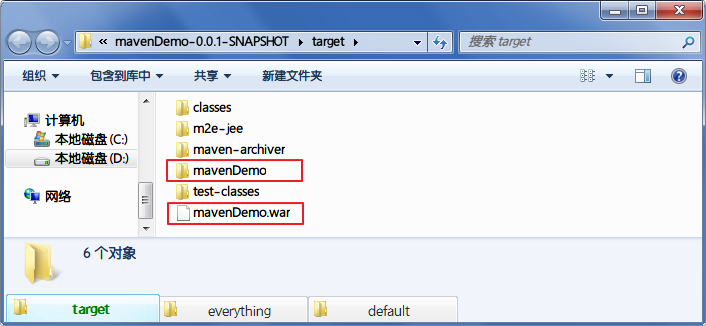 « mavenDemo-0.0.1-SNAPSHOT ▸ target ▸
搜索 target
组织 包含到库中 共享 新建文件夹
计算机
本地磁盘 (C:)
本地磁盘 (D:)
网络
classes
m2e-jee
maven-archiver
mavenDemo
test-classes
mavenDemo.war
6 个对象
target everything default